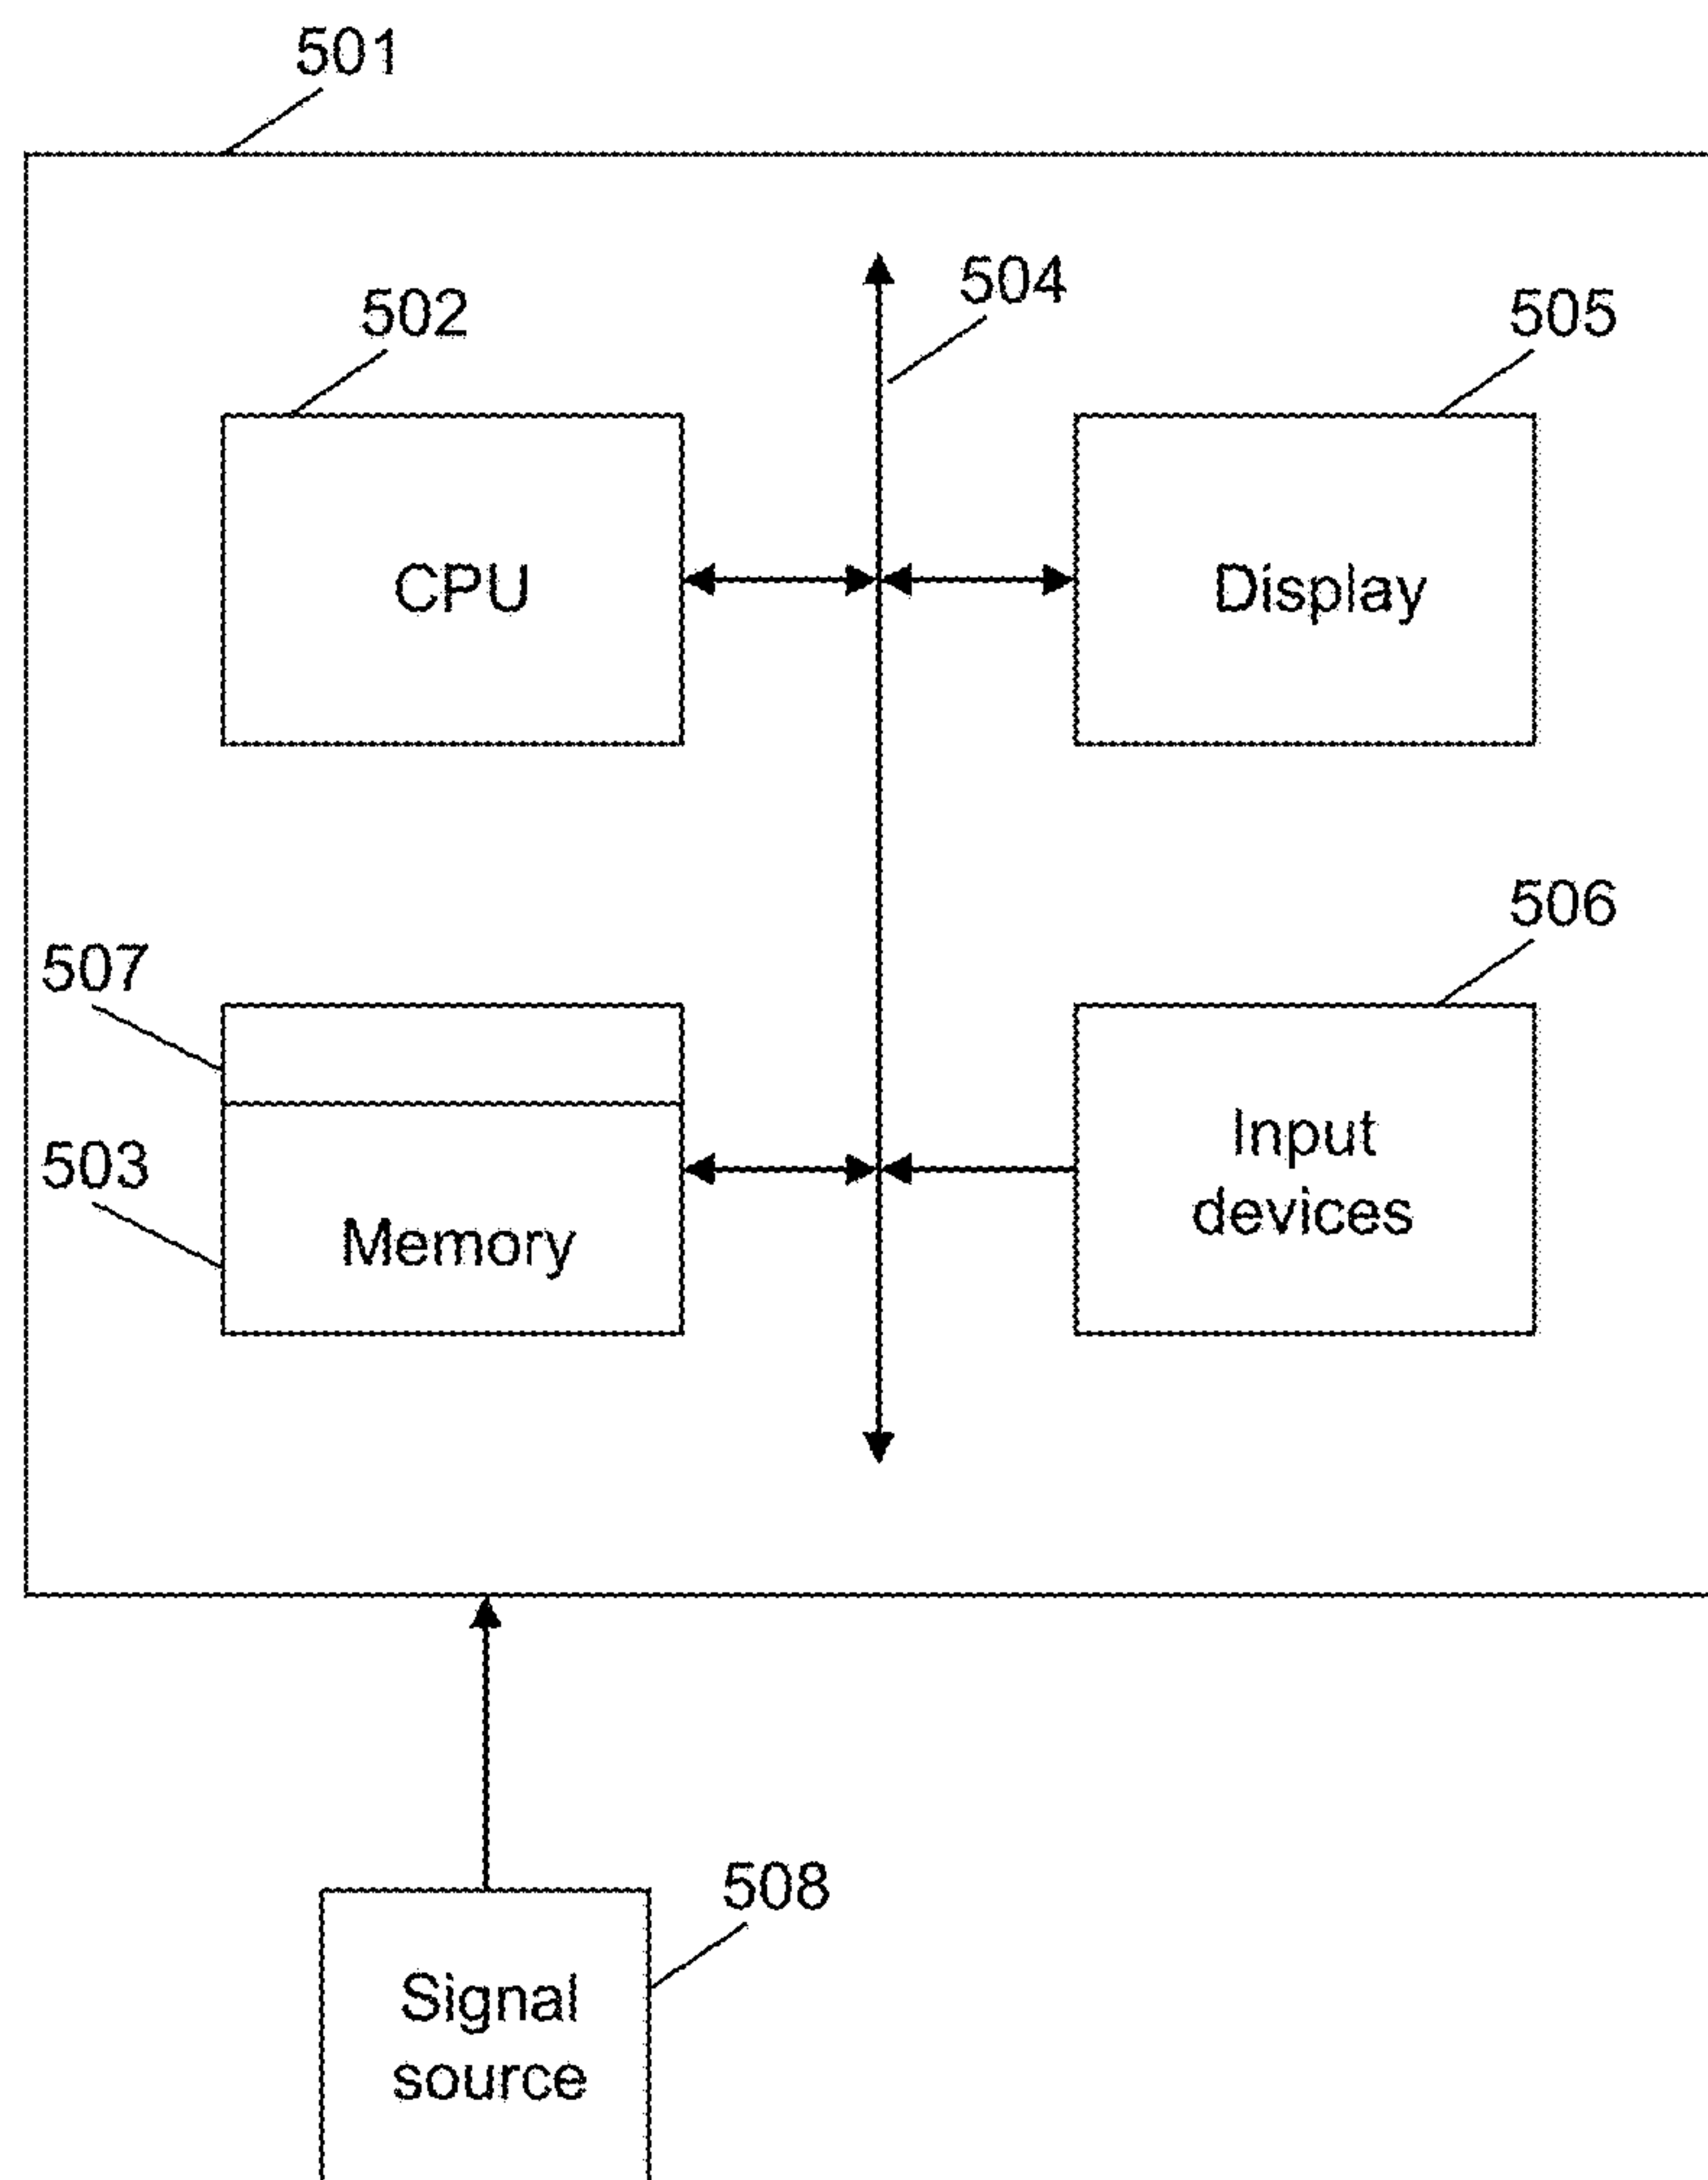 501
504
502
505
CPU
Display
506
507
Input
devices
503
Memory
508
Signal
source